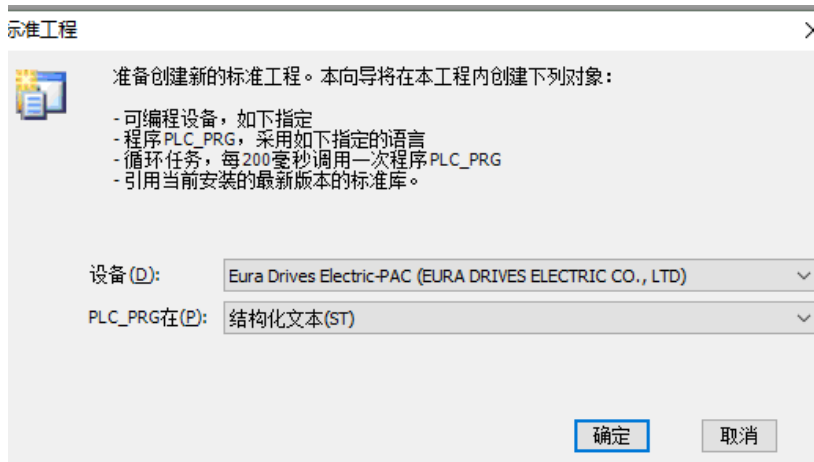 示准工程
准备创建新的标准工程。本向导将在本工程内创建下列对象：
-可编程设备，如下指定
-程序PLC_PRG，采用如下指定的语言
-循环任务，每200毫秒调用一次程序PLC_PRG
-引用当前安装的最新版本的标准库。
设备(D):
Eura Drives Electric-PAC (EURA DRIVES ELECTRIC CO., LTD)
PLC_PRG在(P):
结构化文本(ST)
确定
取消